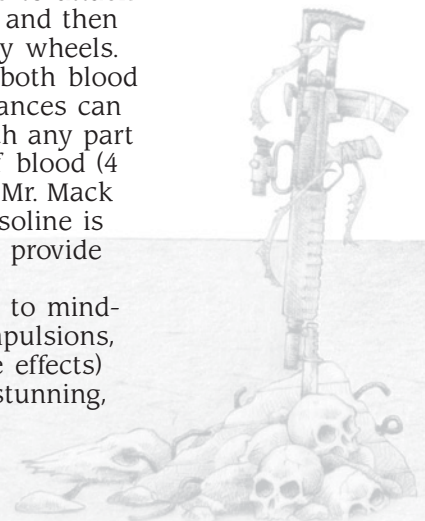 and then
y wheels.
both blood
ances can
h any part
f blood (4
Mr. Mack
soline is
provide
to mind-
pulsions,
effects)
stunning,